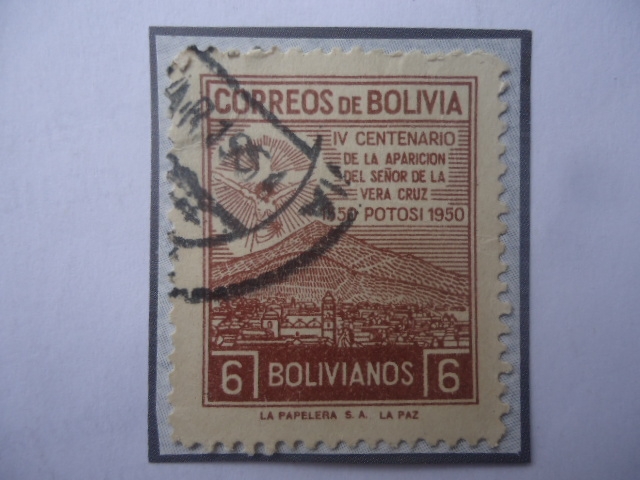 CORREOS DE BOLIVIA
IV CENTENARIO
DE LA APARICION
DEL SEÑOR DE LA
VERA CRUZ
1550 POTOSI 1950
6 BOLIVIANOS 6
LA PAPELERA S. A. LA PAZ